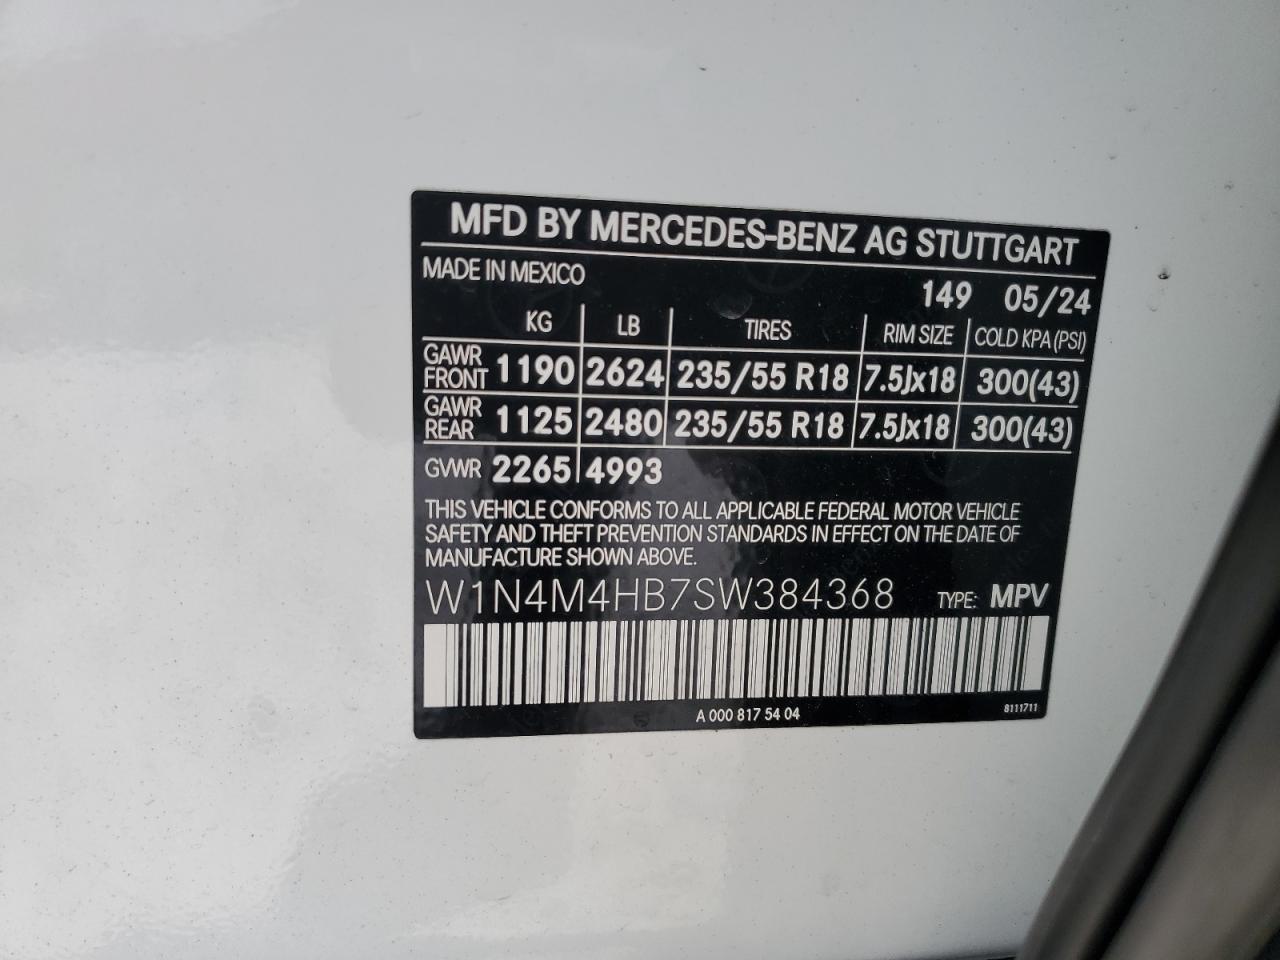 MFD BY MERCEDES-BENZ AG STUTTGART
MADE IN MEXICO
149 05/24
KG LB TIRES RIM SIZE COLD KPA (PSI)
GAWR FRONT 1190 2624 235/55 R18 7.5Jx18 300(43)
GAWR REAR 1125 2480 235/55 R18 7.5Jx18 300(43)
GVWR 2265 4993
THIS VEHICLE CONFORMS TO ALL APPLICABLE FEDERAL MOTOR VEHICLE
SAFETY AND THEFT PREVENTION STANDARDS IN EFFECT ON THE DATE OF
MANUFACTURE SHOWN ABOVE.
W1N4M4HB7SW384368 TYPE: MPV
A 000 817 54 04 8111711